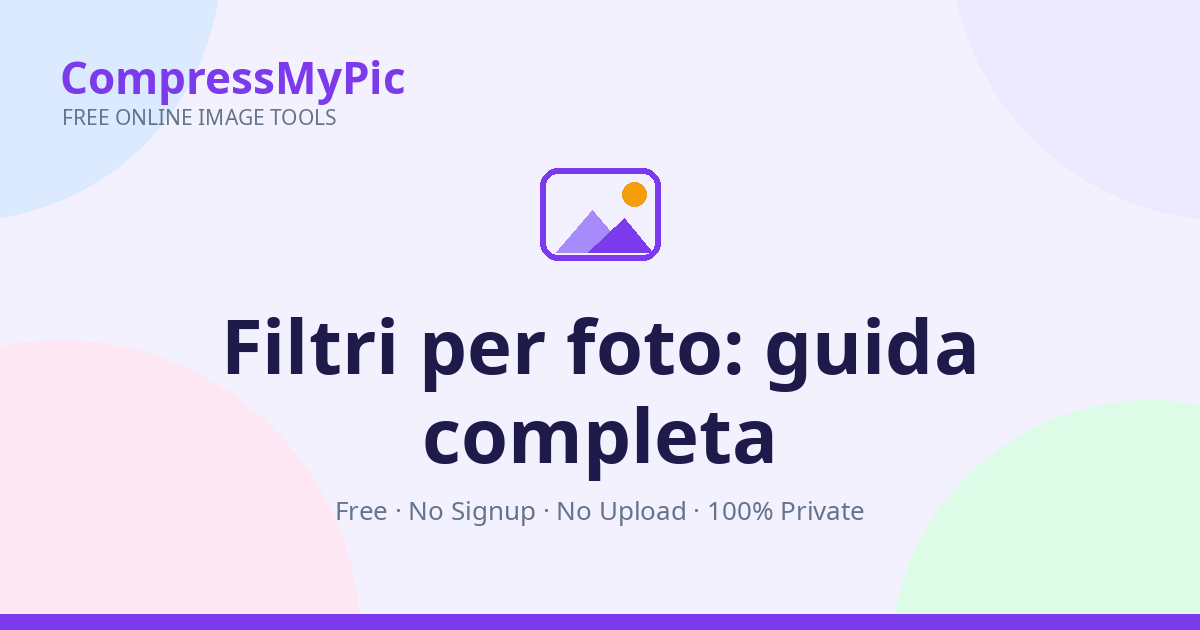 CompressMyPic
FREE ONLINE IMAGE TOOLS
Filtri per foto: guida
completa
Free · No Signup · No Upload · 100% Private